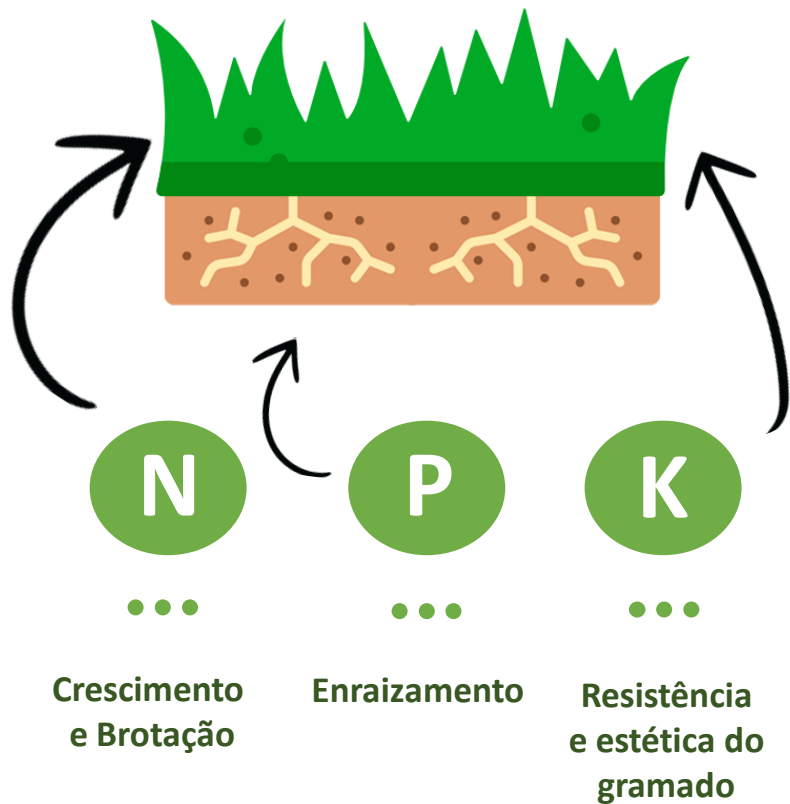 N
P
K
Crescimento
e Brotação
Enraizamento
Resistência
e estética do
gramado